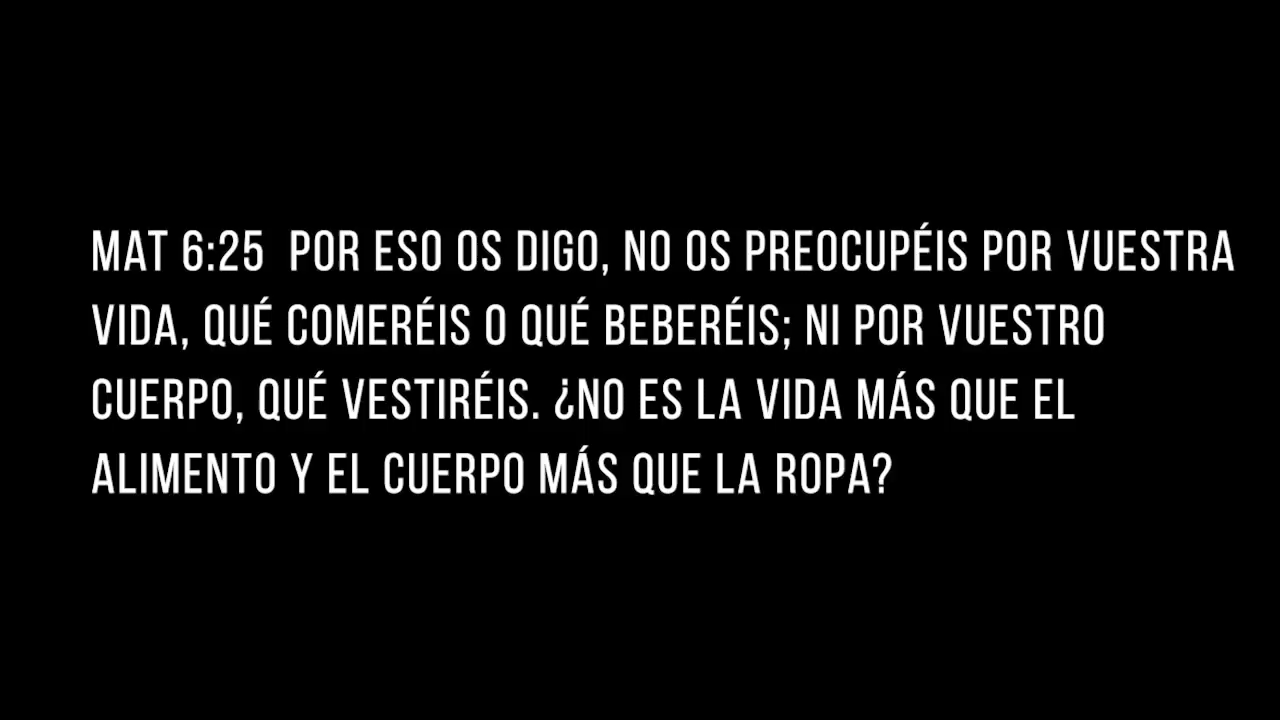 MAT 6:25  POR ESO OS DIGO, NO OS PREOCUPÉIS POR VUESTRA
VIDA, QUÉ COMERÉIS O QUÉ BEBERÉIS; NI POR VUESTRO
CUERPO, QUÉ VESTIRÉIS. ¿NO ES LA VIDA MÁS QUE EL
ALIMENTO Y EL CUERPO MÁS QUE LA ROPA?